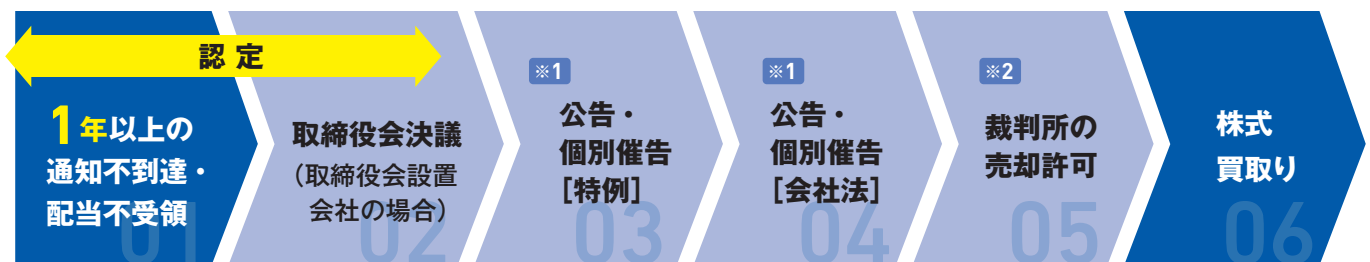 認定
1年以上の
通知不到達・
配当不受領
01
取締役会決議
(取締役会設置
会社の場合)
02
※1
公告・
個別催告
[特例]
03
※1
公告・
個別催告
[会社法]
04
※2
裁判所の
売却許可
05
株式
買取り
06